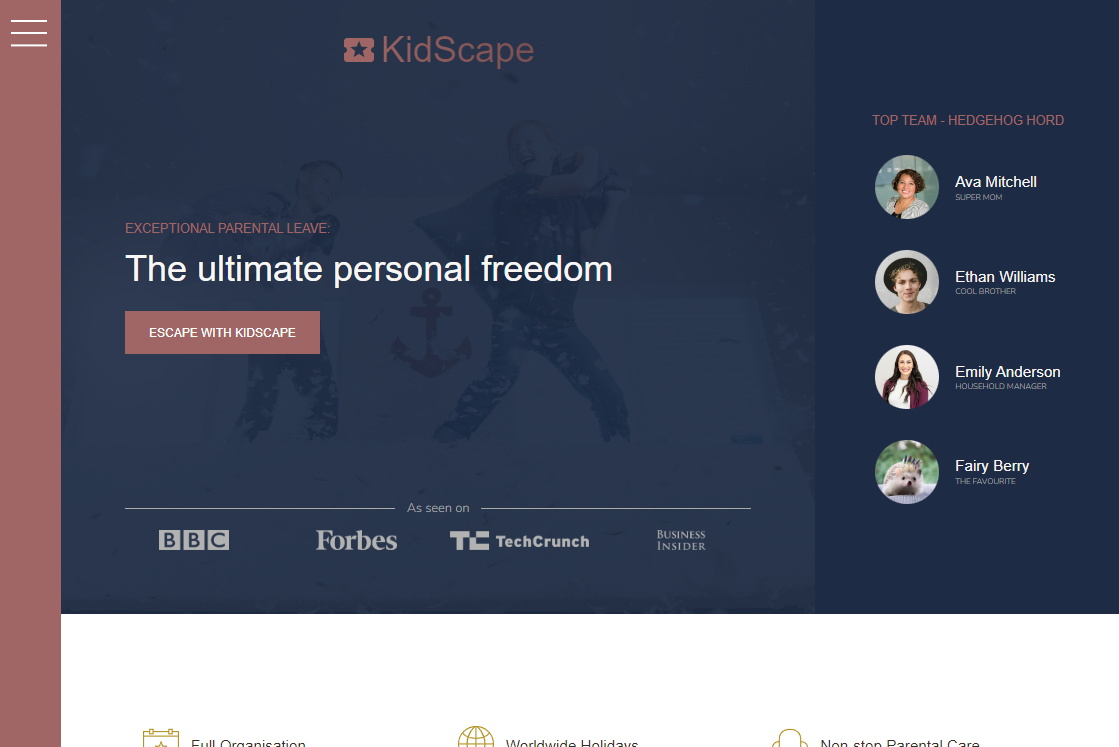 KidScape
EXCEPTIONAL PARENTAL LEAVE:
The ultimate personal freedom
ESCAPE WITH KIDSCAPE
As seen on
BBC
Forbes
TC TechCrunch
BUSINESS
INSIDER
TOP TEAM - HEDGEHOG HORD
Ava Mitchell
SUPER MOM
Ethan Williams
COOL BROTHER
Emily Anderson
HOUSEHOLD MANAGER
Fairy Berry
THE FAVOURITE
Full Organisation
Worldwide Holidays
Non-stop Parental Care